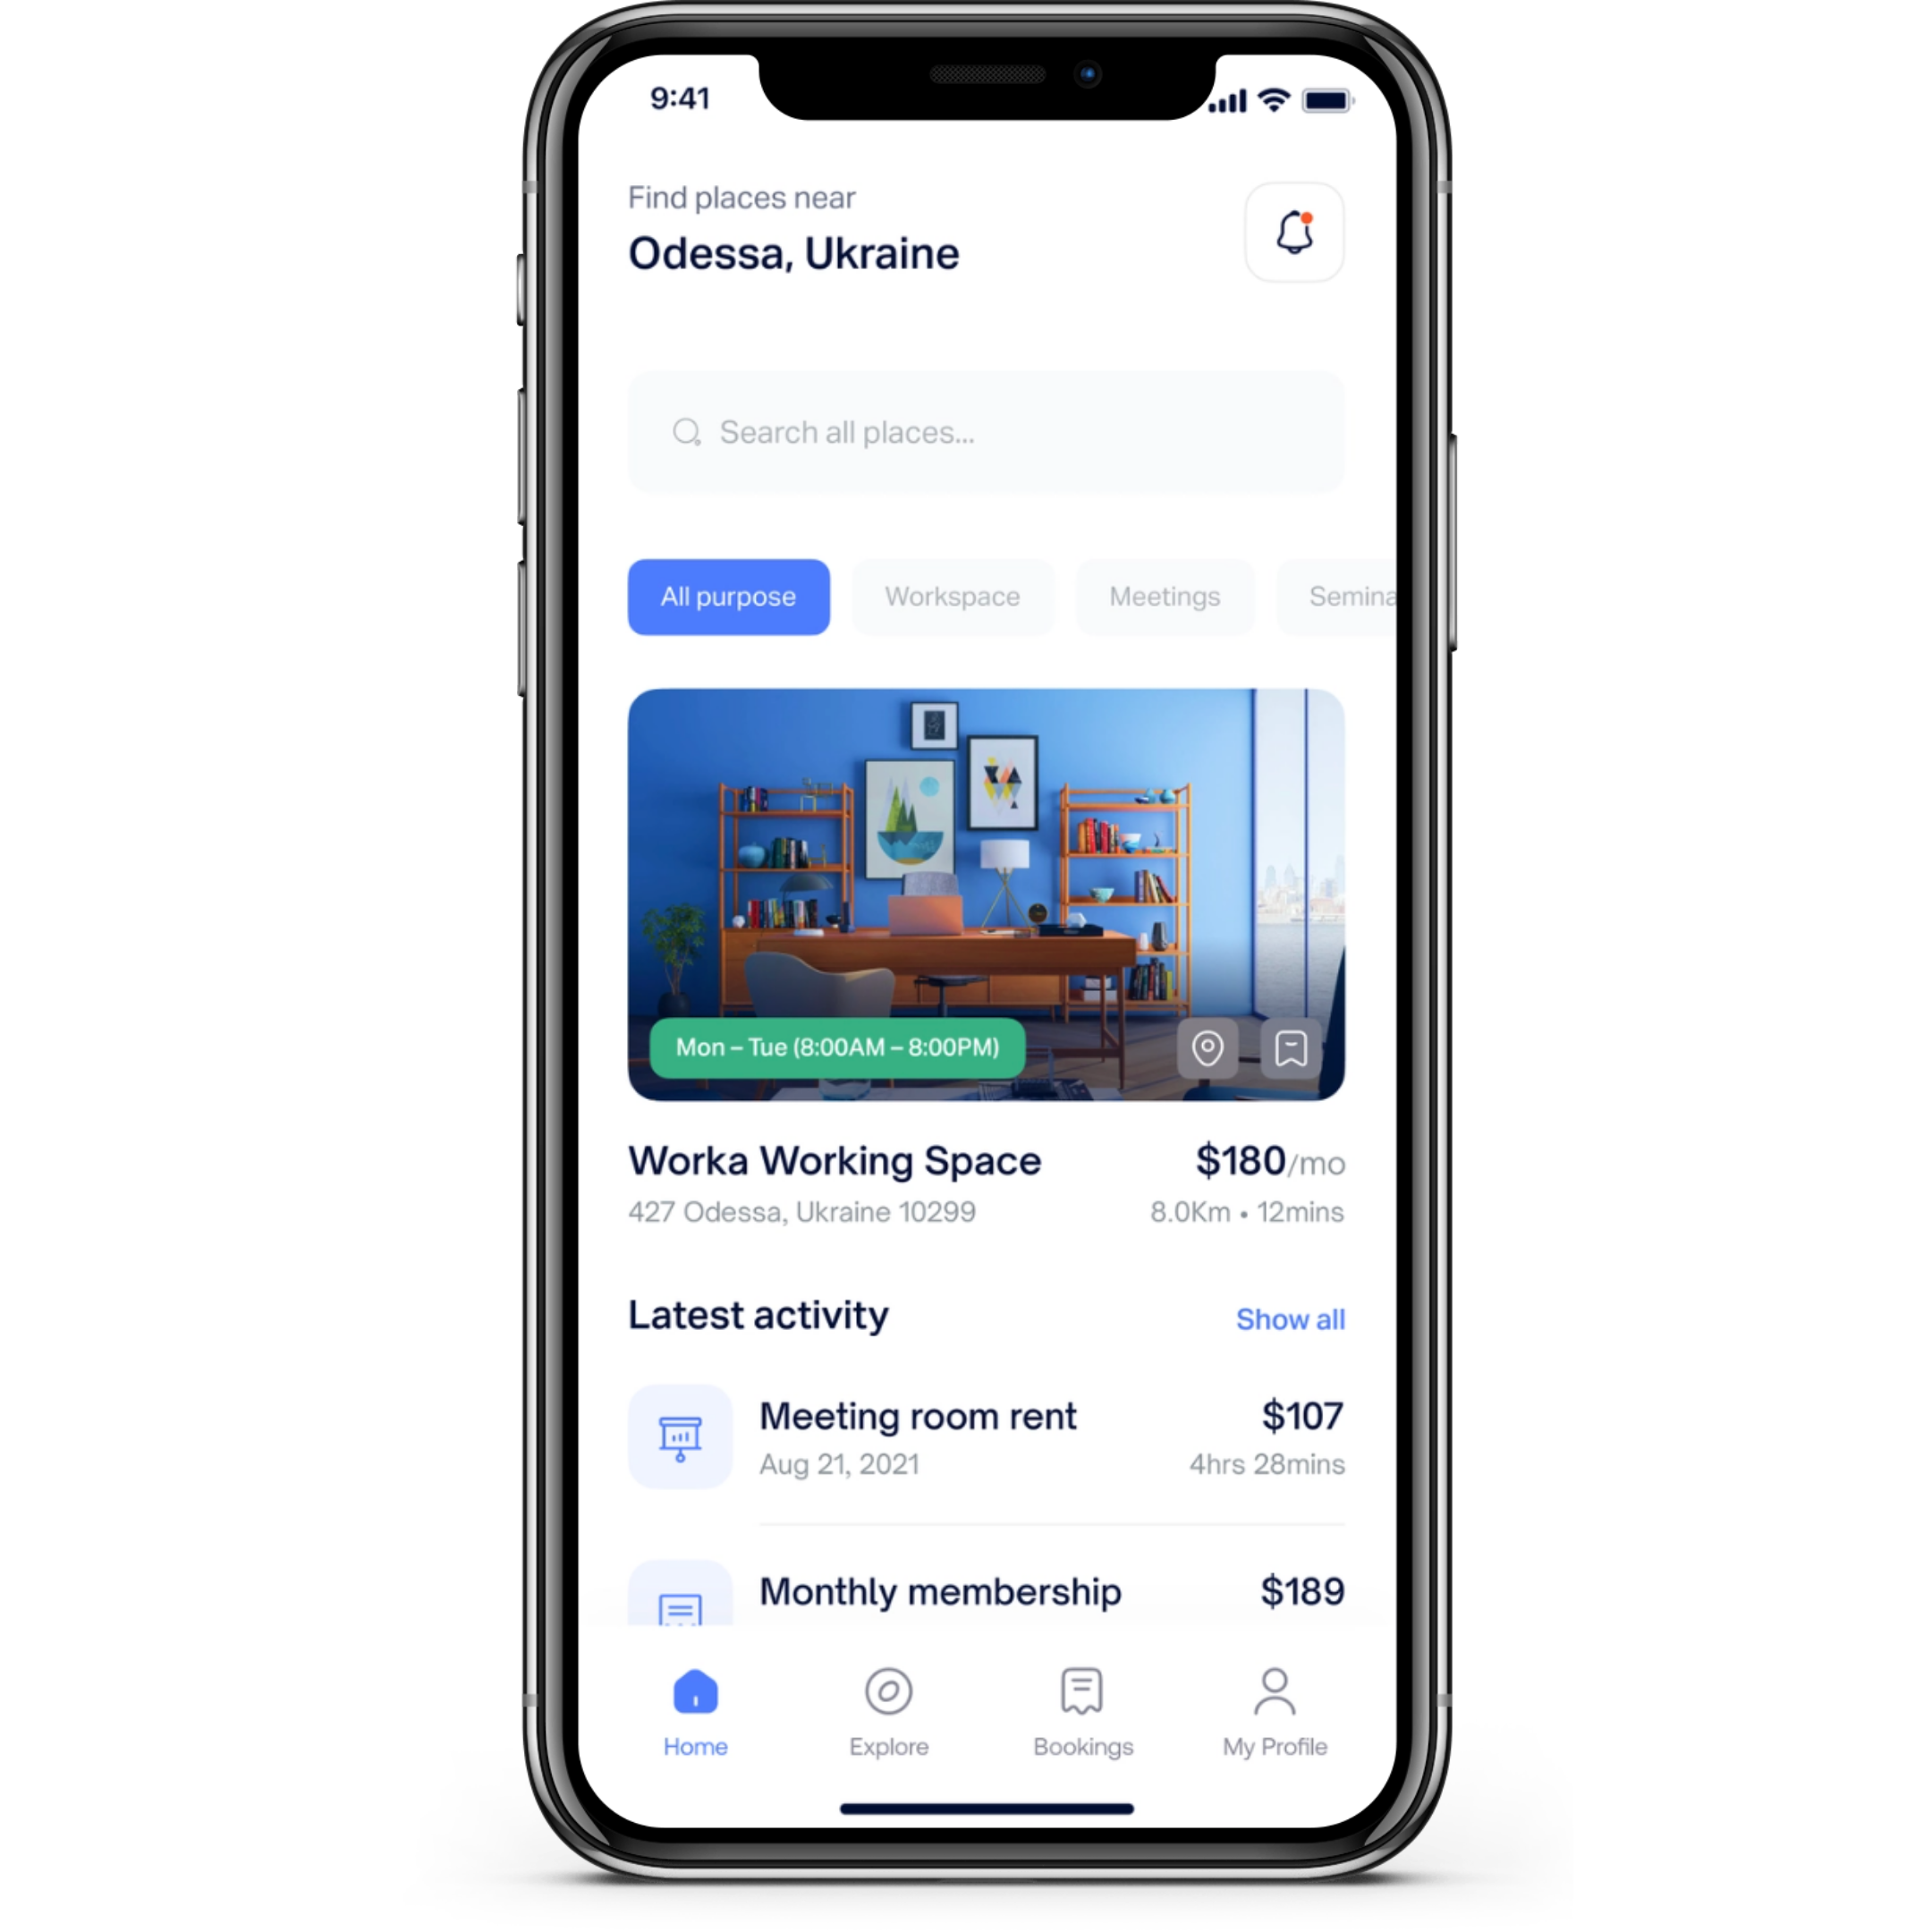 9:41
Find places near
Odessa, Ukraine
Search all places...
All purpose
Workspace
Meetings
Semina
Mon – Tue (8:00AM – 8:00PM)
Worka Working Space
$180/mo
427 Odessa, Ukraine 10299
8.0Km • 12mins
Latest activity
Show all
Meeting room rent
$107
Aug 21, 2021
4hrs 28mins
Monthly membership
$189
Home
Explore
Bookings
My Profile